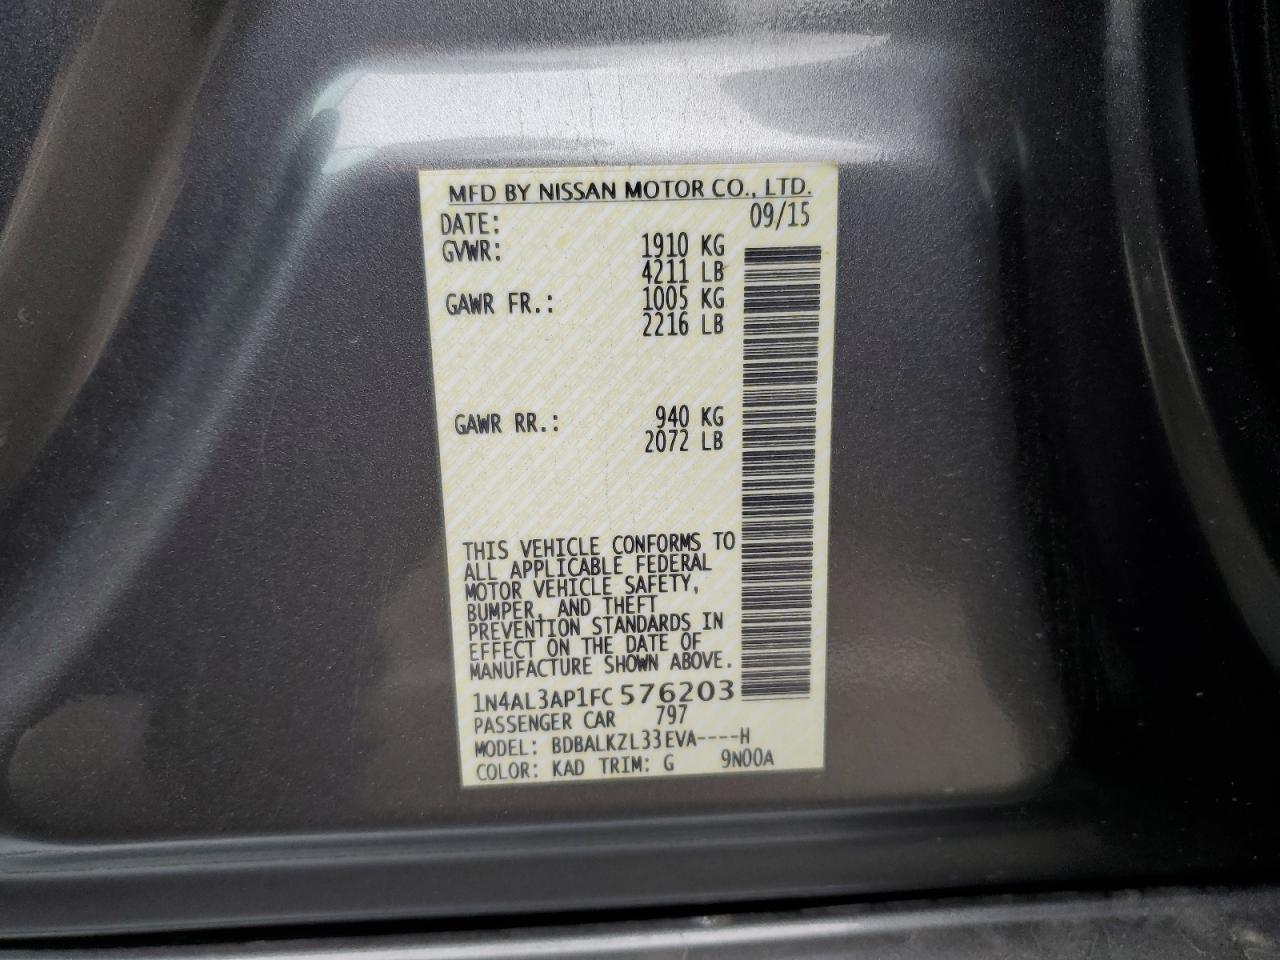 MFD BY NISSAN MOTOR CO., LTD.
DATE: 09/15
GVWR: 1910 KG
4211 LB
GAWR FR.: 1005 KG
2216 LB
GAWR RR.: 940 KG
2072 LB
THIS VEHICLE CONFORMS TO
ALL APPLICABLE FEDERAL
MOTOR VEHICLE SAFETY,
BUMPER, AND THEFT
PREVENTION STANDARDS IN
EFFECT ON THE DATE OF
MANUFACTURE SHOWN ABOVE.
1N4AL3AP1FC576203
PASSENGER CAR 797
MODEL: BDBALKZL33EVA----H
COLOR: KAD TRIM: G 9N00A